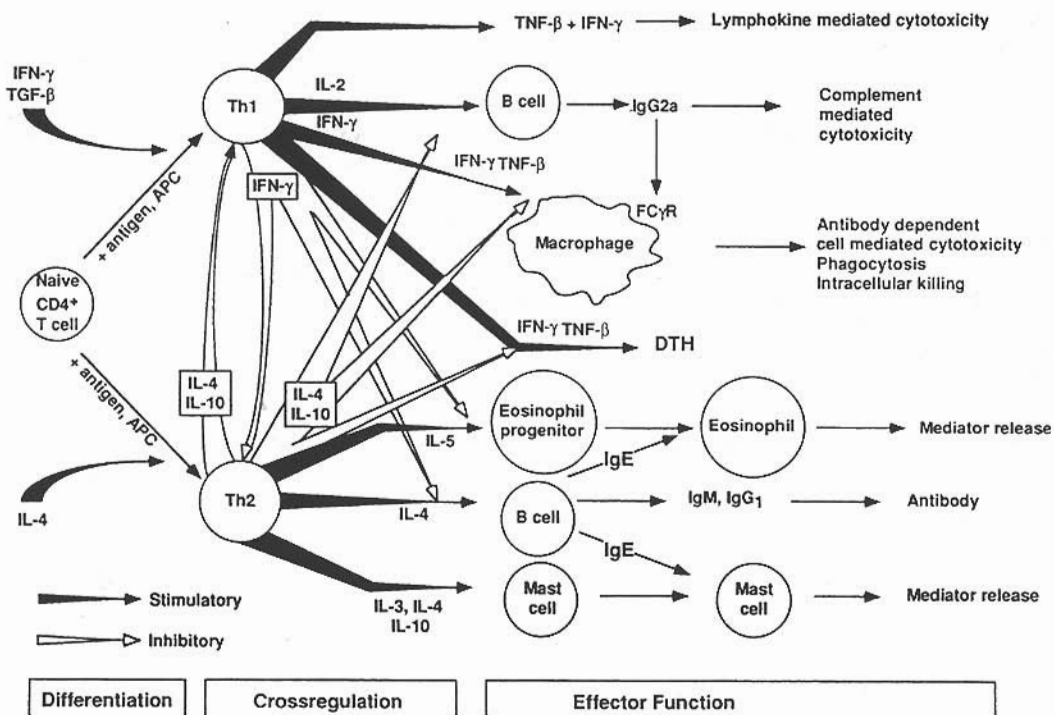 TNF-β + IFN-γ
Lymphokine mediated cytotoxicity
IFN-γ
TGF-β
Th1
IL-2
IFN-γ
B cell
.IgG2a
Complement
mediated
cytotoxicity
+ antigen, APC
IFN-γ
IFN-γ TNF-β
FCγR
Macrophage
Antibody dependent
cell mediated cytotoxicity
Phagocytosis
Intracellular killing
Naive
CD4+
T cell
IFN-γ TNF-β
DTH
+ antigen, APC
IL-4
IL-10
IL-4
IL-10
IL-5
Eosinophil
progenitor
Eosinophil
Mediator release
IgE
IL-4
Th2
IL-4
B cell
IgM, IgG1
Antibody
IgE
IL-3, IL-4
IL-10
Mast
cell
Mast
cell
Mediator release
Stimulatory
Inhibitory
Differentiation
Crossregulation
Effector Function